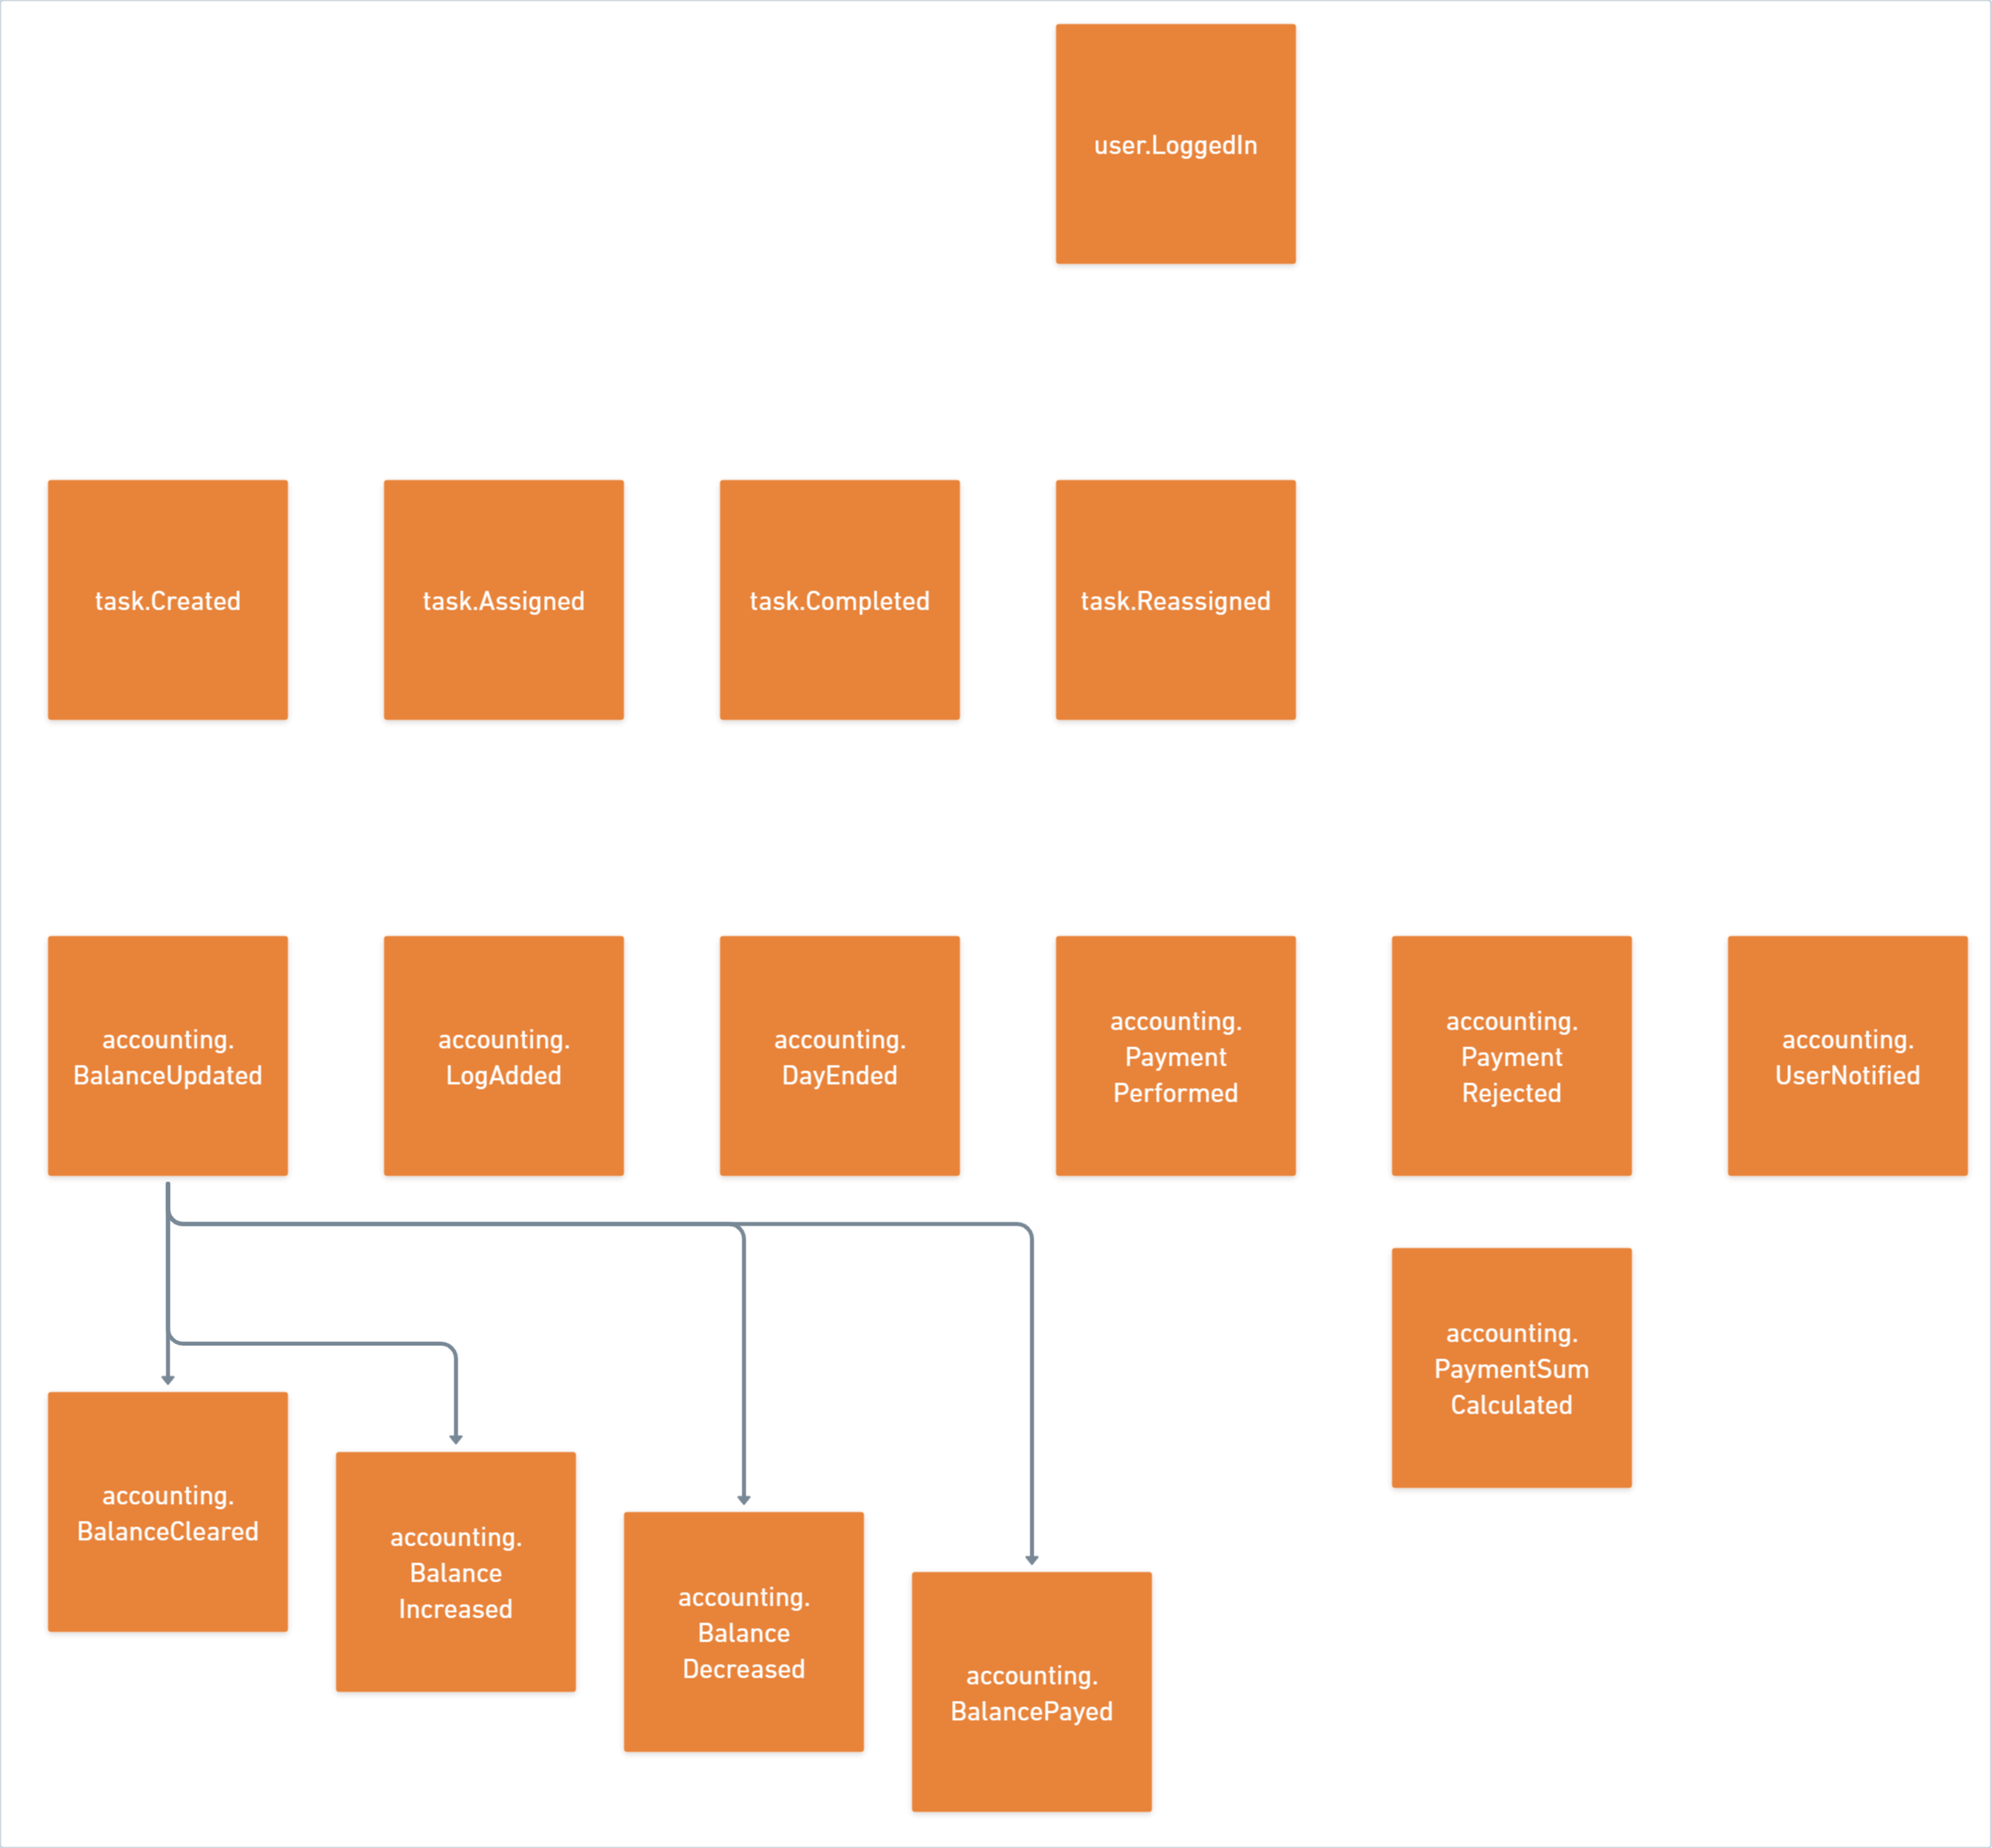 user.LoggedIn
task.Created
task.Assigned
task.Completed
task.Reassigned
accounting.
BalanceUpdated
accounting.
LogAdded
accounting.
DayEnded
accounting.
Payment
Performed
accounting.
Payment
Rejected
accounting.
UserNotified
accounting.
PaymentSum
Calculated
accounting.
BalanceCleared
accounting.
Balance
Increased
accounting.
Balance
Decreased
accounting.
BalancePayed